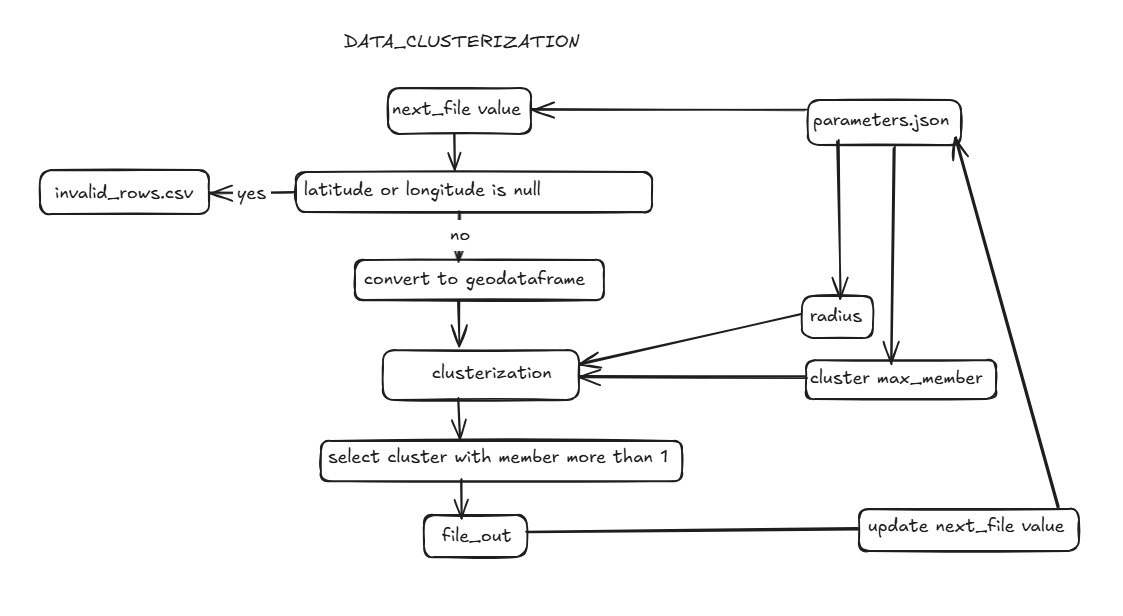 DATA_CLUSTERIZATION
next_file value
parameters.json
invalid_rows.csv
yes
latitude or longitude is null
no
convert to geodataframe
radius
clusterization
cluster max_member
select cluster with member more than 1
file_out
update next_file value